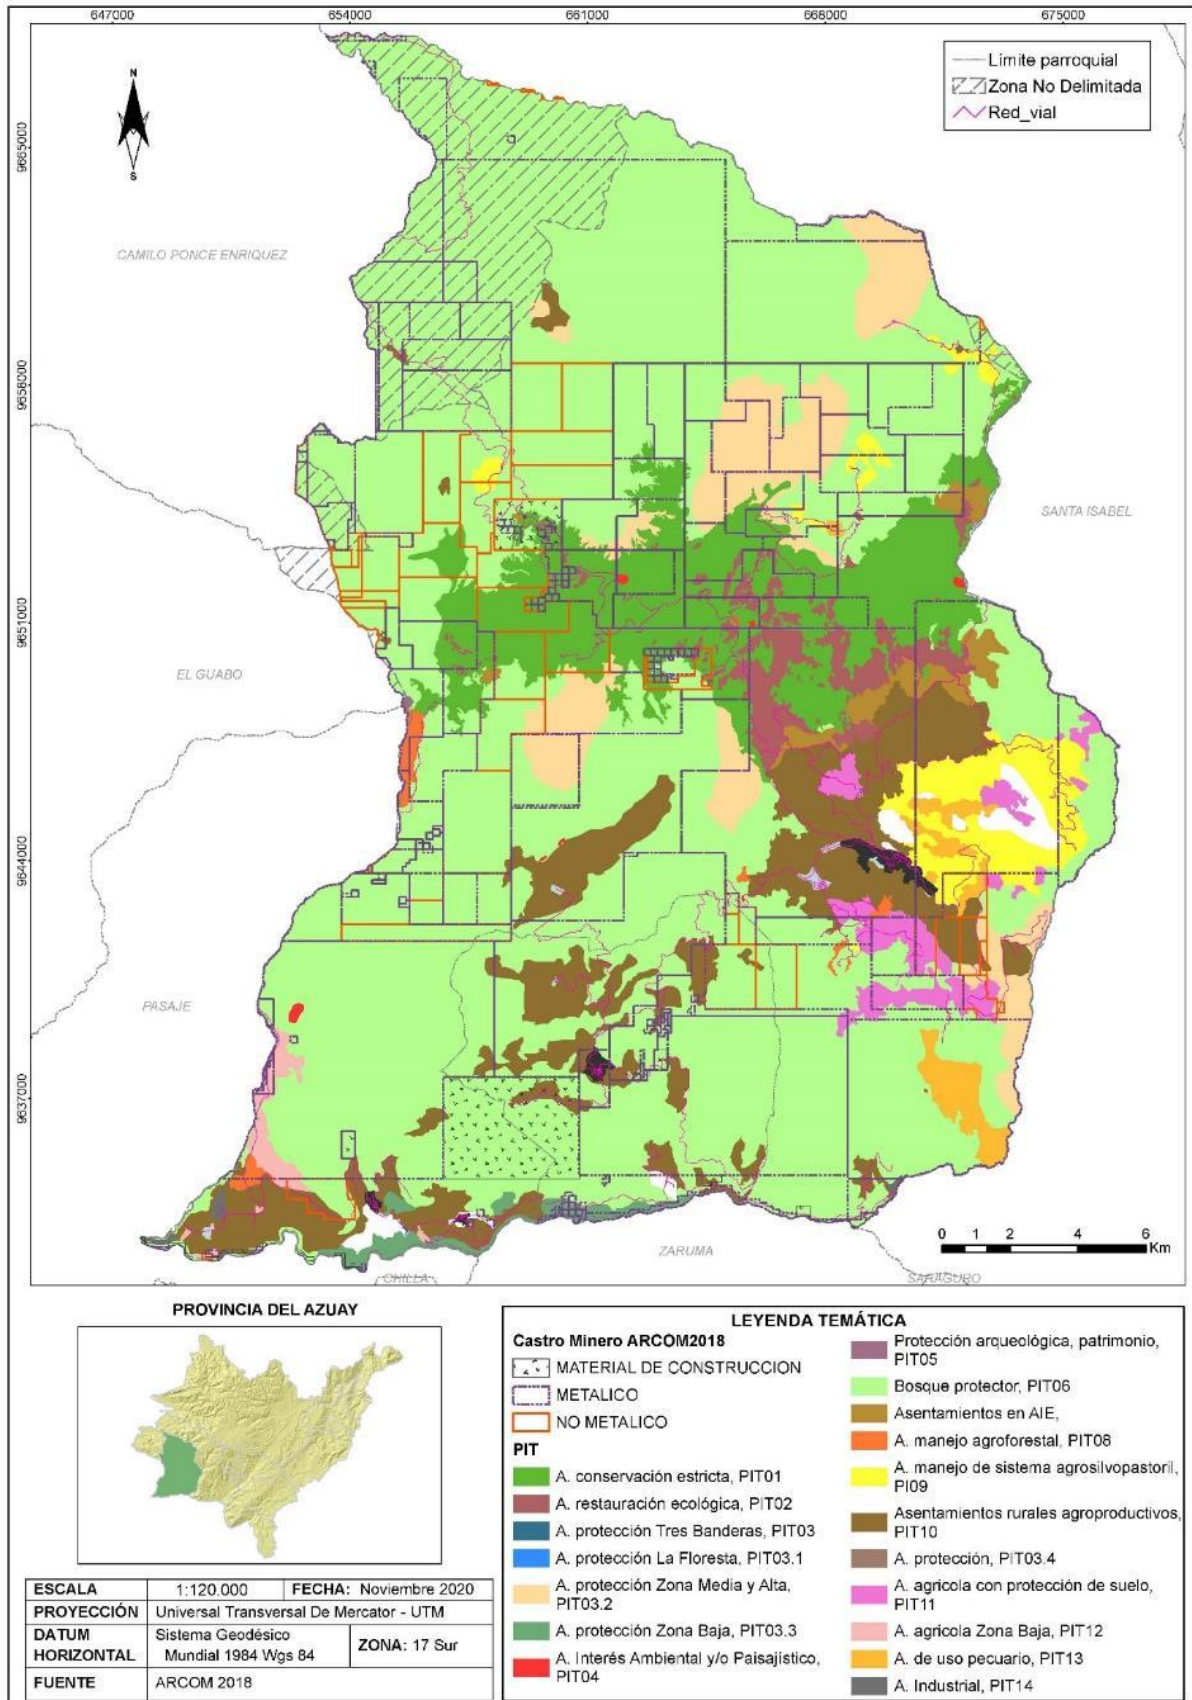 647000 654000 661000 668000 675000
Límite parroquial
Zona No Delimitada
Red_vial
N
S
9665000
CAMILO PONCE ENRIQUEZ
9658000
SANTA ISABEL
9651000
EL GUABO
9644000
PASAJE
9637000
0 1 2 4 6
Km
ZARUMA
CHILLA
SARAGURO
PROVINCIA DEL AZUAY
ESCALA 1:120.000 FECHA: Noviembre 2020
PROYECCIÓN Universal Transversal De Mercator - UTM
DATUM HORIZONTAL Sistema Geodésico
Mundial 1984 Wgs 84 ZONA: 17 Sur
FUENTE ARCOM 2018
LEYENDA TEMÁTICA
Castro Minero ARCOM2018
MATERIAL DE CONSTRUCCION
METALICO
NO METALICO
PIT
A. conservación estricta, PIT01
A. restauración ecológica, PIT02
A. protección Tres Banderas, PIT03
A. protección La Floresta, PIT03.1
A. protección Zona Media y Alta,
PIT03.2
A. protección Zona Baja, PIT03.3
A. Interés Ambiental y/o Paisajístico,
PIT04
Protección arqueológica, patrimonio,
PIT05
Bosque protector, PIT06
Asentamientos en AIE,
A. manejo agroforestal, PIT08
A. manejo de sistema agrosilvopastoril,
PI09
Asentamientos rurales agroproductivos,
PIT10
A. protección, PIT03.4
A. agricola con protección de suelo,
PIT11
A. agricola Zona Baja, PIT12
A. de uso pecuario, PIT13
A. Industrial, PIT14